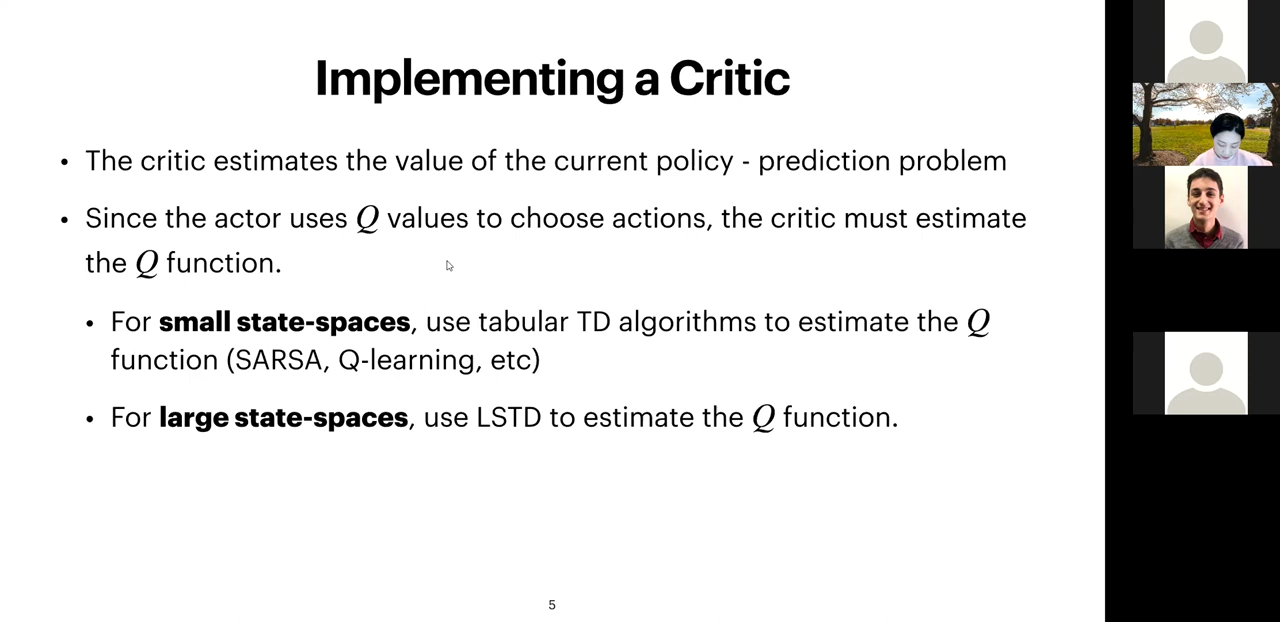 Implementing a Critic
• The critic estimates the value of the current policy - prediction problem
• Since the actor uses Q values to choose actions, the critic must estimate
the Q function.
• For small state-spaces, use tabular TD algorithms to estimate the Q
function (SARSA, Q-learning, etc)
• For large state-spaces, use LSTD to estimate the Q function.
5